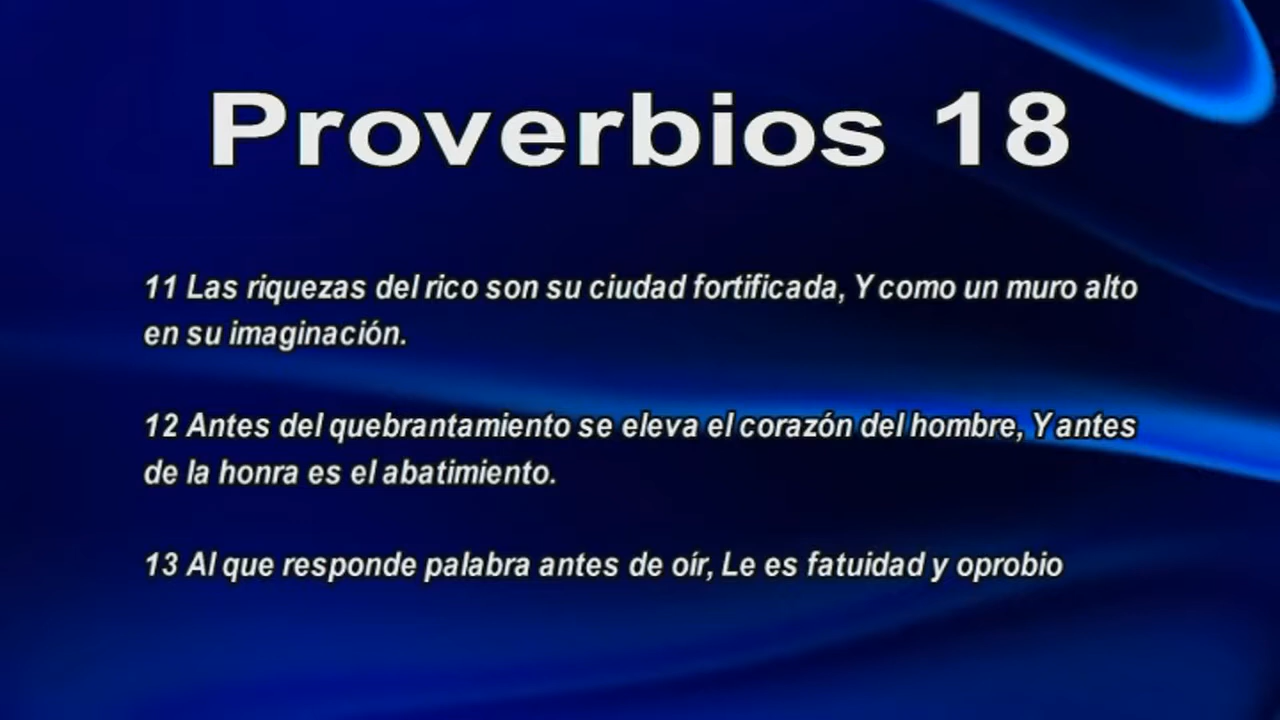 Proverbios 18
11 Las riquezas del rico son su ciudad fortificada, Y como un muro alto
en su imaginación.
12 Antes del quebrantamiento se eleva el corazón del hombre, Y antes
de la honra es el abatimiento.
13 Al que responde palabra antes de oír, Le es fatuidad y oprobio